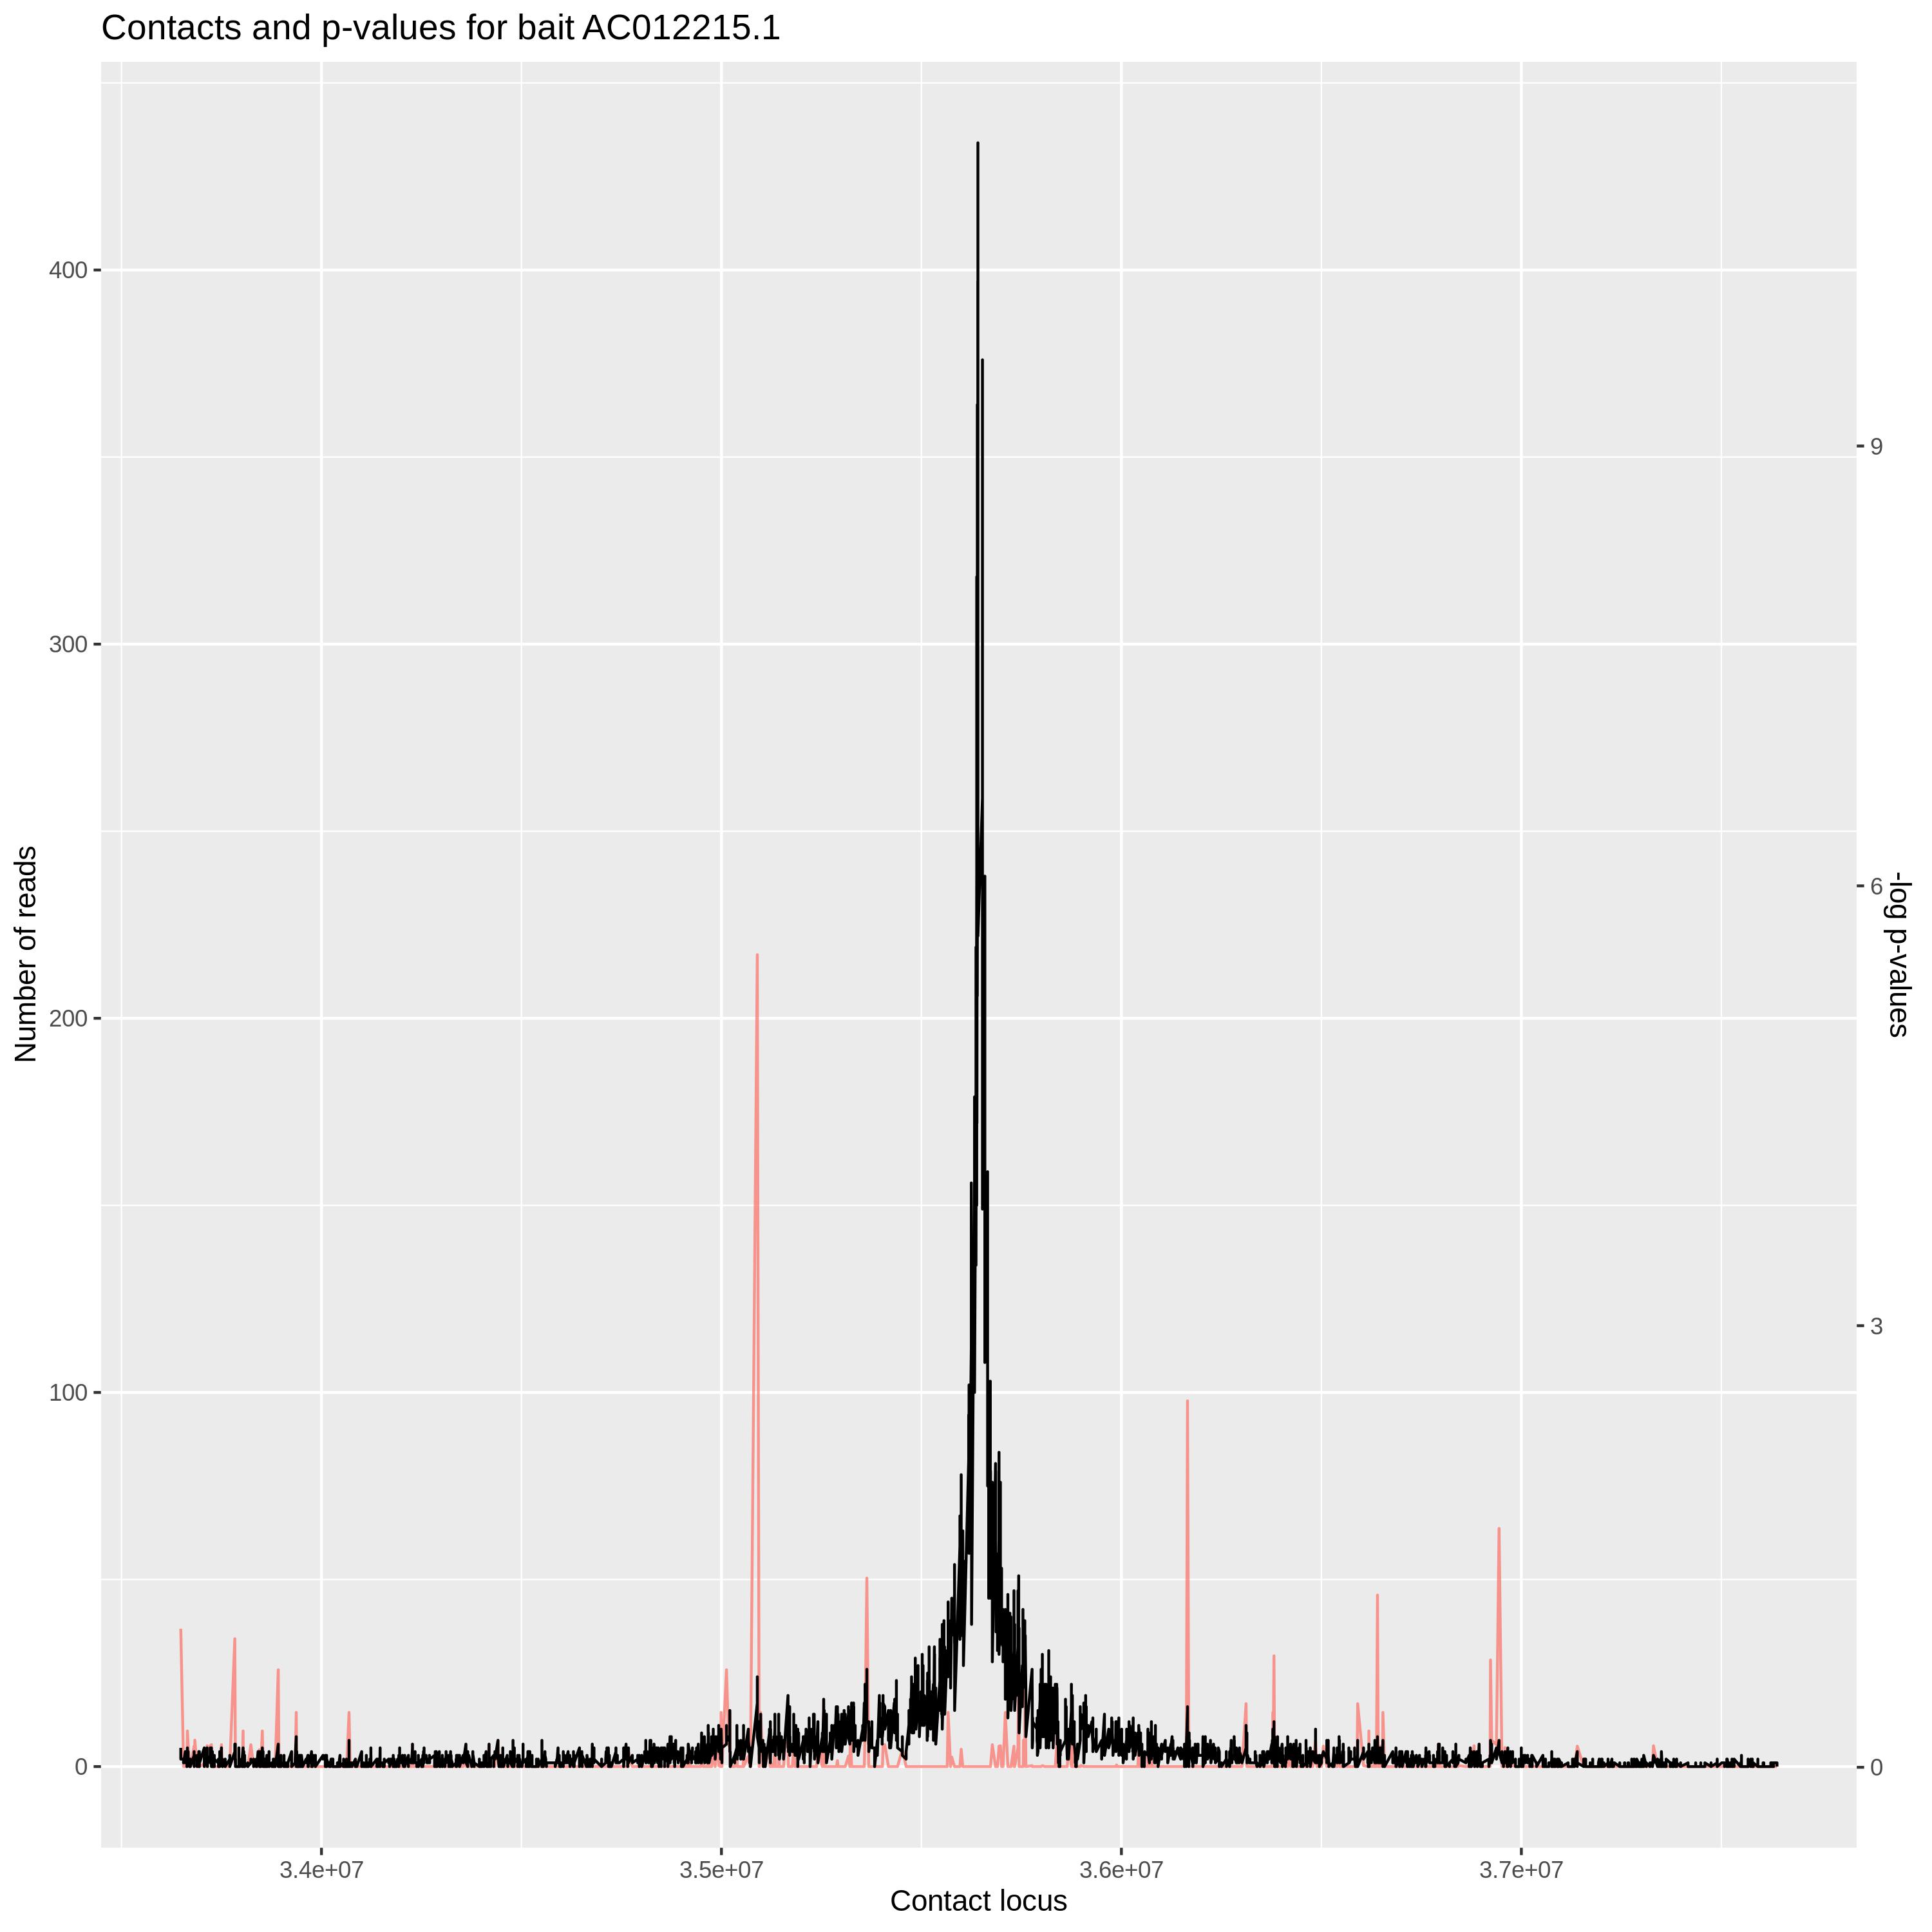 Contacts and p-values for bait AC012215.1
400
300
200
100
0
Number of reads
9
6
3
0
-log p-values
3.4e+07 3.5e+07 3.6e+07 3.7e+07
Contact locus